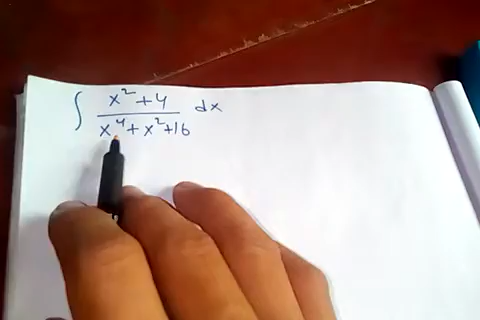 ∫ (x² + 4)/(x⁴ + x² + 16) dx